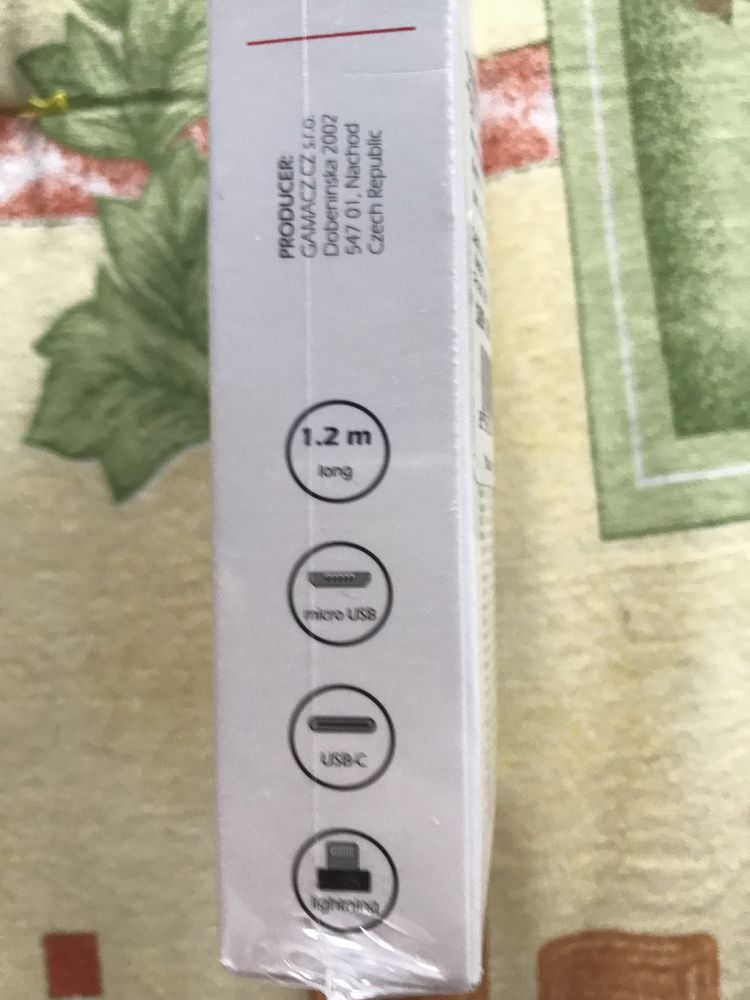 PRODUCER:
GAMACZ.CZ s.r.o.
Dobeninska 2002
547 01, Nachod
Czech Republic
1.2 m
long
micro USB
USB-C
lightning